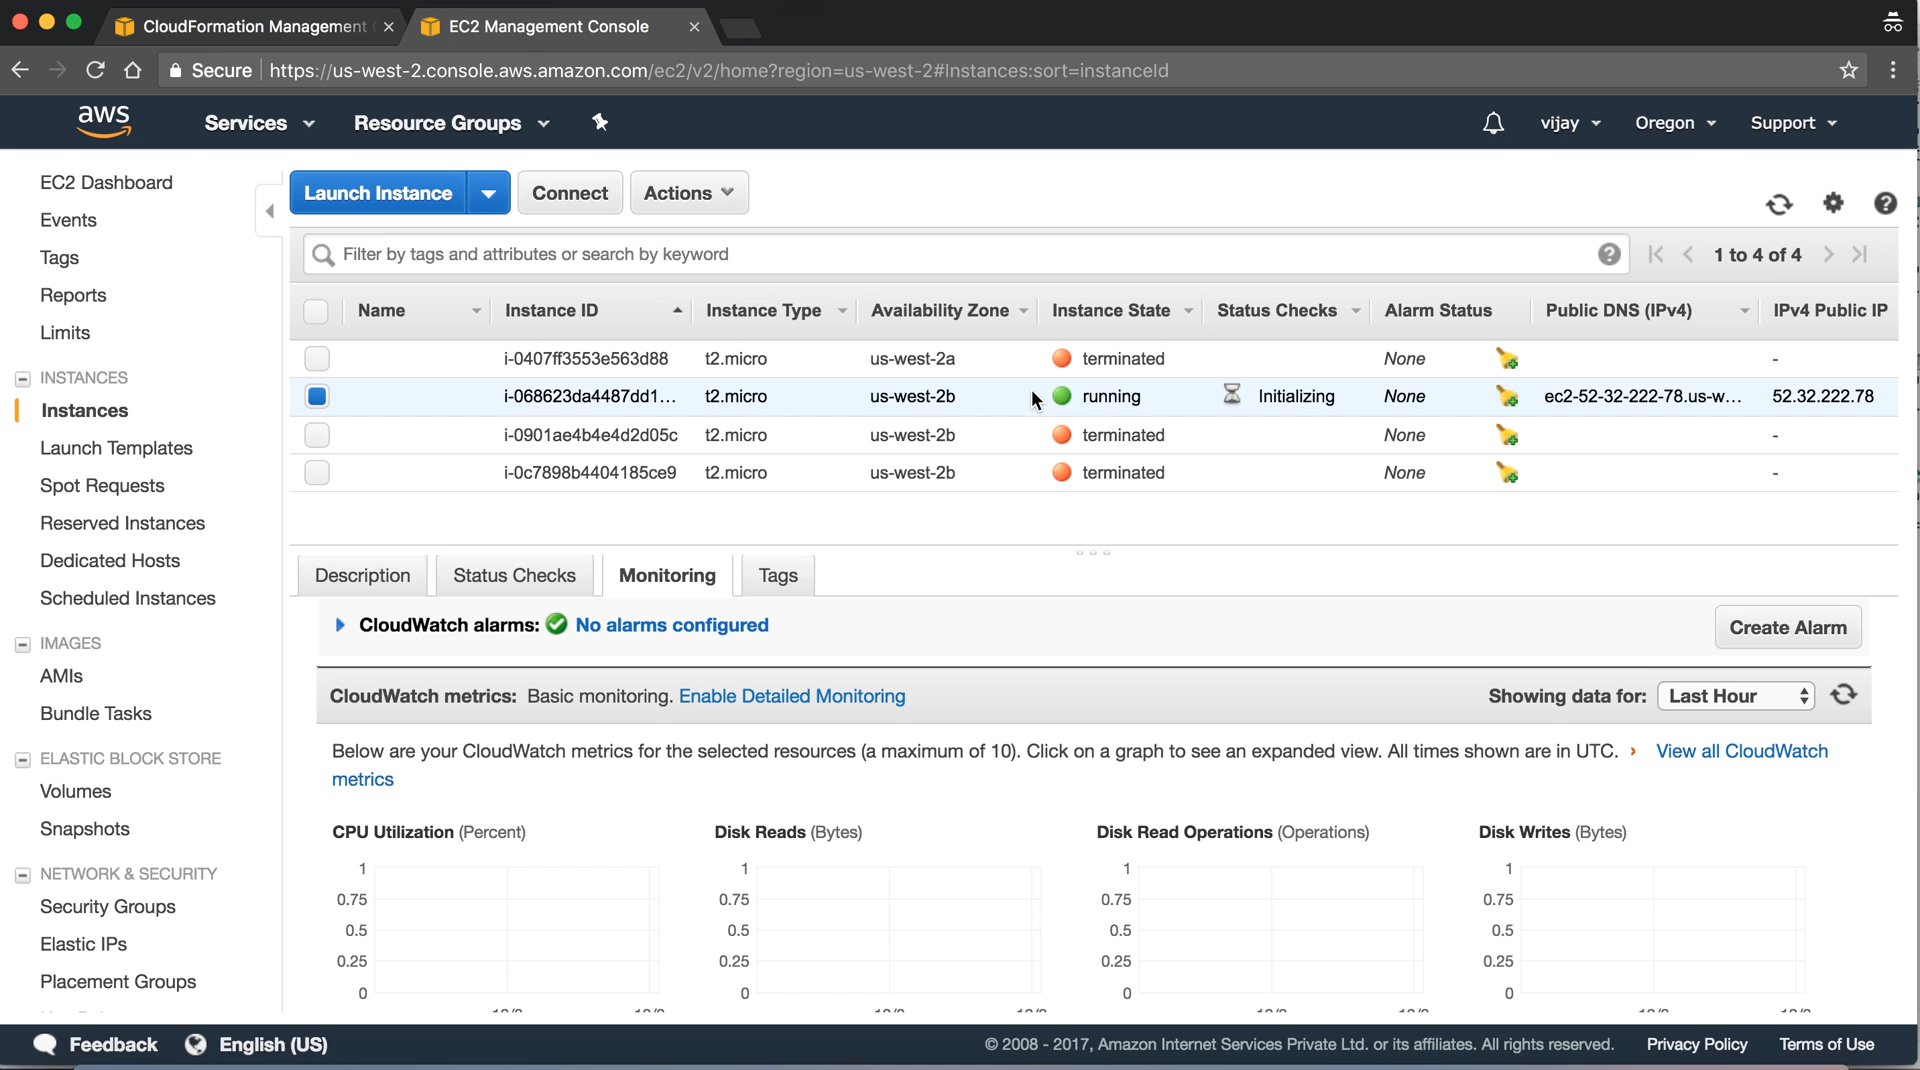 CloudFormation Management
EC2 Management Console
Secure https://us-west-2.console.aws.amazon.com/ec2/v2/home?region=us-west-2#Instances:sort=instanceId
aws Services Resource Groups vijay Oregon Support
EC2 Dashboard
Events
Tags
Reports
Limits
INSTANCES
Instances
Launch Templates
Spot Requests
Reserved Instances
Dedicated Hosts
Scheduled Instances
IMAGES
AMIs
Bundle Tasks
ELASTIC BLOCK STORE
Volumes
Snapshots
NETWORK & SECURITY
Security Groups
Elastic IPs
Placement Groups
Launch Instance Connect Actions
Filter by tags and attributes or search by keyword 1 to 4 of 4
Name Instance ID Instance Type Availability Zone Instance State Status Checks Alarm Status Public DNS (IPv4) IPv4 Public IP
i-0407ff3553e563d88 t2.micro us-west-2a terminated None -
i-068623da4487dd1... t2.micro us-west-2b running Initializing None ec2-52-32-222-78.us-w... 52.32.222.78
i-0901ae4b4e4d2d05c t2.micro us-west-2b terminated None -
i-0c7898b4404185ce9 t2.micro us-west-2b terminated None -
Description Status Checks Monitoring Tags
CloudWatch alarms: No alarms configured Create Alarm
CloudWatch metrics: Basic monitoring. Enable Detailed Monitoring Showing data for: Last Hour
Below are your CloudWatch metrics for the selected resources (a maximum of 10). Click on a graph to see an expanded view. All times shown are in UTC. › View all CloudWatch
metrics
CPU Utilization (Percent) Disk Reads (Bytes) Disk Read Operations (Operations) Disk Writes (Bytes)
1 1 1 1
0.75 0.75 0.75 0.75
0.5 0.5 0.5 0.5
0.25 0.25 0.25 0.25
0 0 0 0
Feedback English (US) © 2008 - 2017, Amazon Internet Services Private Ltd. or its affiliates. All rights reserved. Privacy Policy Terms of Use